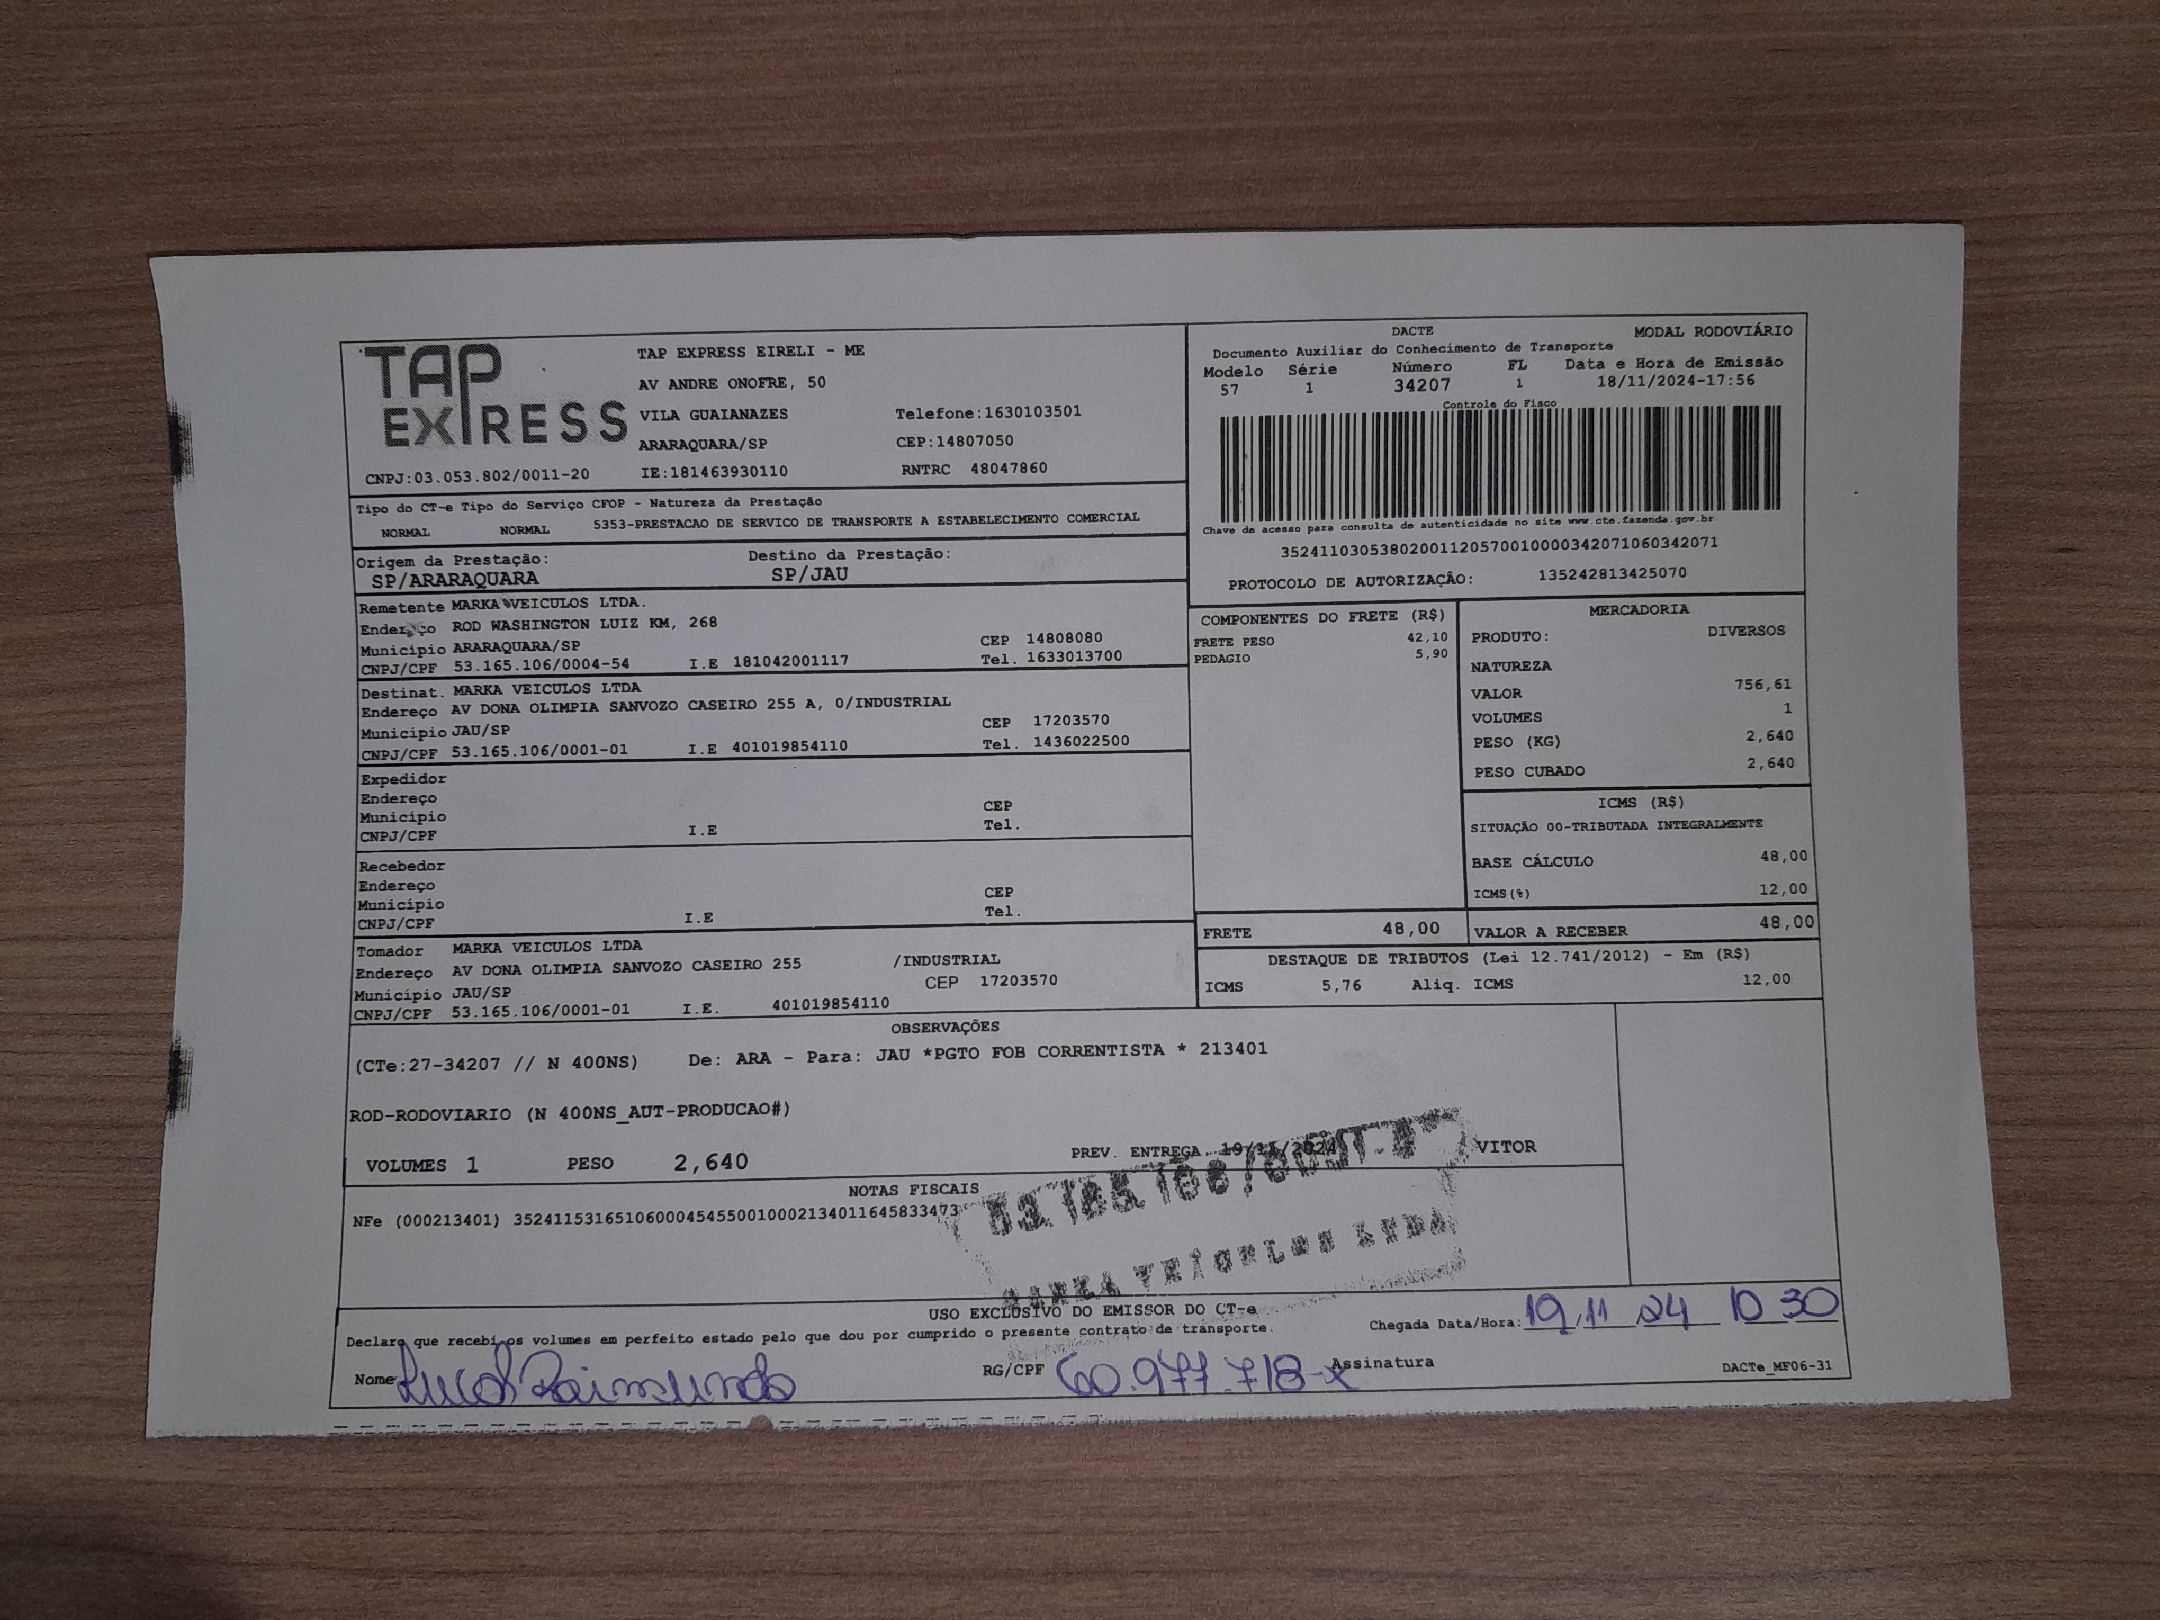 TAP EXPRESS
TAP EXPRESS EIRELI - ME
AV ANDRE ONOFRE, 50
VILA GUAIANAZES Telefone:1630103501
ARARAQUARA/SP CEP:14807050
CNPJ:03.053.802/0011-20 IE:181463930110 RNTRC 48047860
DACTE MODAL RODOVIÁRIO
Documento Auxiliar do Conhecimento de Transporte
Modelo Série Número FL Data e Hora de Emissão
57 1 34207 1 18/11/2024-17:56
Controle do Fisco
Chave de acesso para consulta de autenticidade no site www.cte.fazenda.gov.br
35241103053802001120570010000342071060342071
PROTOCOLO DE AUTORIZAÇÃO: 135242813425070
Tipo do CT-e Tipo do Serviço CFOP - Natureza da Prestação
NORMAL NORMAL 5353-PRESTACAO DE SERVICO DE TRANSPORTE A ESTABELECIMENTO COMERCIAL
Origem da Prestação: Destino da Prestação:
SP/ARARAQUARA SP/JAU
Remetente MARKA VEICULOS LTDA.
Endereço ROD WASHINGTON LUIZ KM, 268
Município ARARAQUARA/SP CEP 14808080
CNPJ/CPF 53.165.106/0004-54 I.E 181042001117 Tel. 1633013700
Destinat. MARKA VEICULOS LTDA
Endereço AV DONA OLIMPIA SANVOZO CASEIRO 255 A, 0/INDUSTRIAL
Município JAU/SP CEP 17203570
CNPJ/CPF 53.165.106/0001-01 I.E 401019854110 Tel. 1436022500
Expedidor
Endereço
Município CEP
CNPJ/CPF I.E Tel.
Recebedor
Endereço
Município CEP
CNPJ/CPF I.E Tel.
Tomador MARKA VEICULOS LTDA
Endereço AV DONA OLIMPIA SANVOZO CASEIRO 255 /INDUSTRIAL
Município JAU/SP CEP 17203570
CNPJ/CPF 53.165.106/0001-01 I.E. 401019854110
COMPONENTES DO FRETE (R$)
FRETE PESO 42,10
PEDAGIO 5,90
FRETE 48,00
MERCADORIA
PRODUTO: DIVERSOS
NATUREZA
VALOR 756,61
VOLUMES 1
PESO (KG) 2,640
PESO CUBADO 2,640
ICMS (R$)
SITUAÇÃO 00-TRIBUTADA INTEGRALMENTE
BASE CÁLCULO 48,00
ICMS(%) 12,00
VALOR A RECEBER 48,00
DESTAQUE DE TRIBUTOS (Lei 12.741/2012) - Em (R$)
ICMS 5,76 Aliq. ICMS 12,00
OBSERVAÇÕES
(CTe:27-34207 // N 400NS) De: ARA - Para: JAU *PGTO FOB CORRENTISTA * 213401
ROD-RODOVIARIO (N 400NS_AUT-PRODUCAO#)
VOLUMES 1 PESO 2,640 PREV. ENTREGA 19/11/2024 VITOR
NOTAS FISCAIS
NFe (000213401) 35241153165106000454550010002134011645833473
MARKA VEÍCULOS LTDA
USO EXCLUSIVO DO EMISSOR DO CT-e
Declaro que recebi os volumes em perfeito estado pelo que dou por cumprido o presente contrato de transporte. Chegada Data/Hora: 19.11 24 10 30
Nome Lucas Raimundo RG/CPF 60.977.718-x Assinatura DACTe_MF06-31